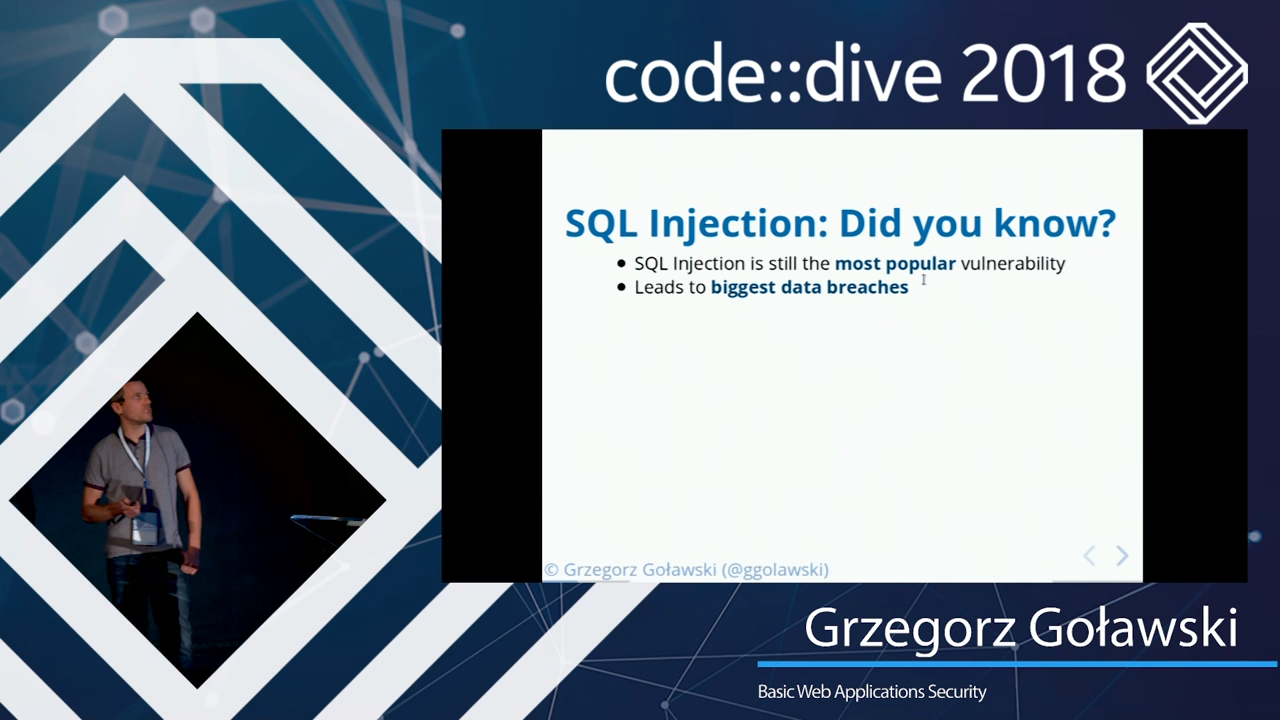 code::dive 2018
SQL Injection: Did you know?
SQL Injection is still the most popular vulnerability
Leads to biggest data breaches
© Grzegorz Goławski (@ggolawski)
Grzegorz Goławski
Basic Web Applications Security